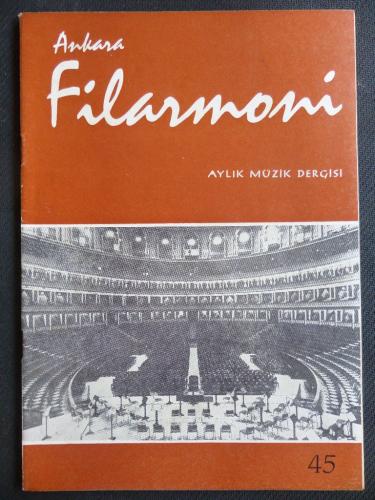 Ankara
Filarmoni
AYLIK MÜZİK DERGİSİ
45